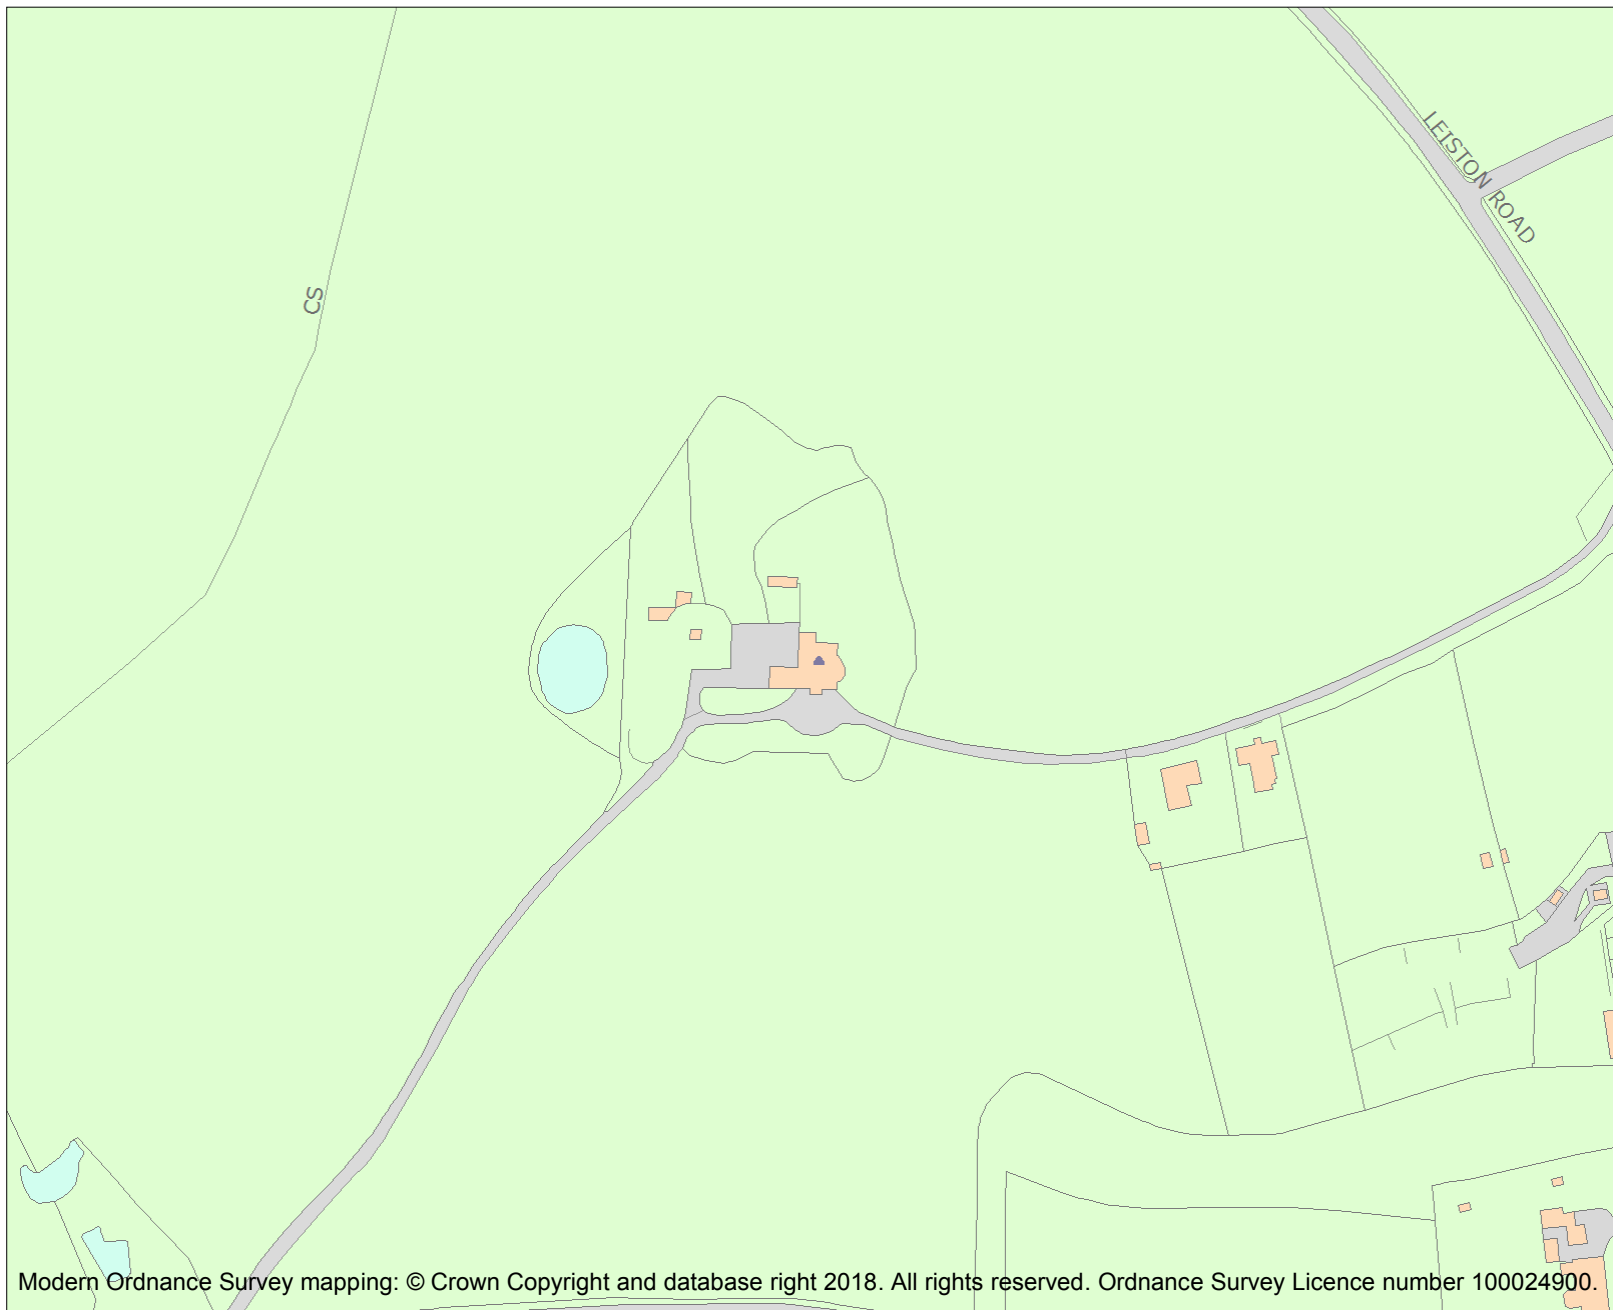 LEISTON ROAD
CS
Modern Ordnance Survey mapping: © Crown Copyright and database right 2018. All rights reserved. Ordnance Survey Licence number 100024900.